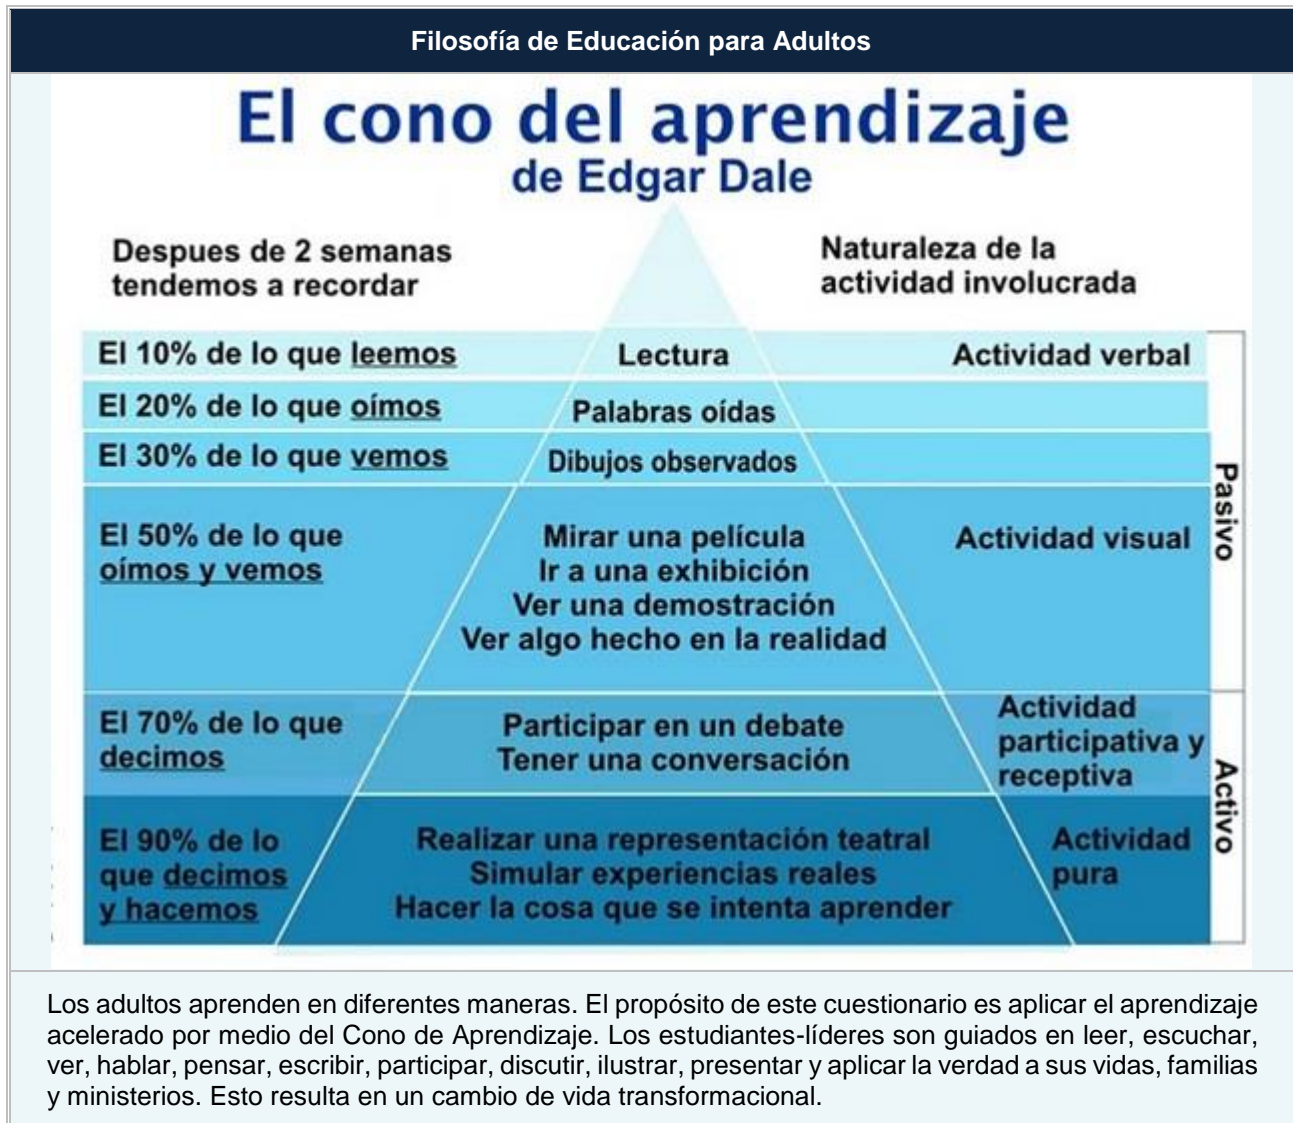 Filosofía de Educación para Adultos
El cono del aprendizaje
de Edgar Dale
Despues de 2 semanas
tendemos a recordar
Naturaleza de la
actividad involucrada
El 10% de lo que leemos
Lectura
Actividad verbal
El 20% de lo que oímos
Palabras oídas
El 30% de lo que vemos
Dibujos observados
El 50% de lo que
oímos y vemos
Mirar una película
Ir a una exhibición
Ver una demostración
Ver algo hecho en la realidad
Actividad visual
Pasivo
El 70% de lo que
decimos
Participar en un debate
Tener una conversación
Actividad
participativa y
receptiva
El 90% de lo
que decimos
y hacemos
Realizar una representación teatral
Simular experiencias reales
Hacer la cosa que se intenta aprender
Actividad
pura
Activo
Los adultos aprenden en diferentes maneras. El propósito de este cuestionario es aplicar el aprendizaje
acelerado por medio del Cono de Aprendizaje. Los estudiantes-líderes son guiados en leer, escuchar,
ver, hablar, pensar, escribir, participar, discutir, ilustrar, presentar y aplicar la verdad a sus vidas, familias
y ministerios. Esto resulta en un cambio de vida transformacional.